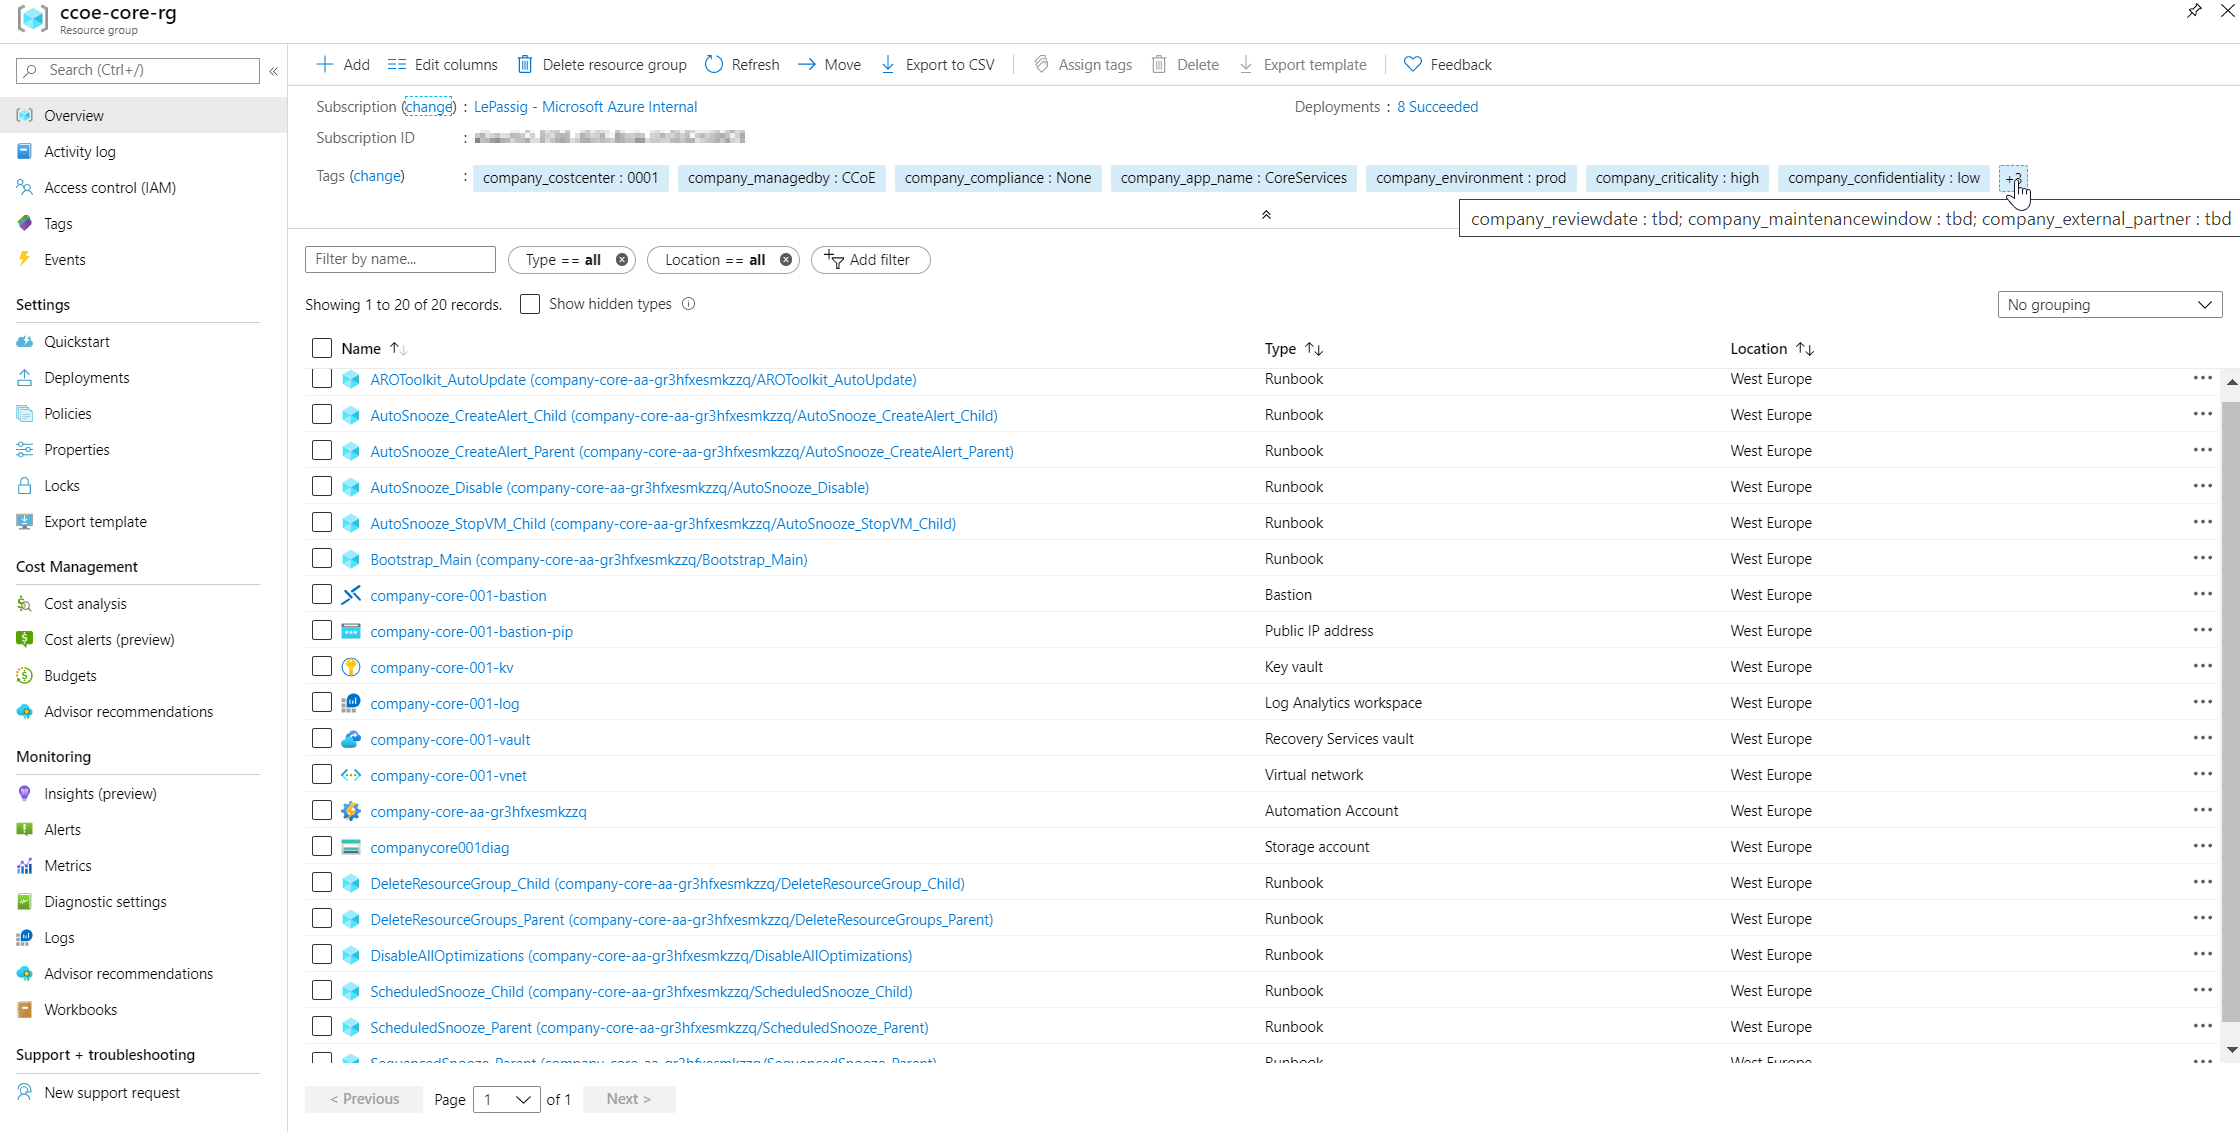 ccoe-core-rg
Resource group
Search (Ctrl+/)
«
Overview
Activity log
Access control (IAM)
Tags
Events
Settings
Quickstart
Deployments
Policies
Properties
Locks
Export template
Cost Management
Cost analysis
Cost alerts (preview)
Budgets
Advisor recommendations
Monitoring
Insights (preview)
Alerts
Metrics
Diagnostic settings
Logs
Advisor recommendations
Workbooks
Support + troubleshooting
New support request
Add Edit columns Delete resource group Refresh Move Export to CSV Assign tags Delete Export template Feedback
Subscription (change) : LePassig - Microsoft Azure Internal Deployments : 8 Succeeded
Subscription ID :
Tags (change) : company_costcenter : 0001 company_managedby : CCoE company_compliance : None company_app_name : CoreServices company_environment : prod company_criticality : high company_confidentiality : low +3
company_reviewdate : tbd; company_maintenancewindow : tbd; company_external_partner : tbd
Filter by name... Type == all Location == all Add filter
Showing 1 to 20 of 20 records. Show hidden types No grouping
Name Type Location
AROToolkit_AutoUpdate (company-core-aa-gr3hfxesmkzzq/AROToolkit_AutoUpdate) Runbook West Europe
AutoSnooze_CreateAlert_Child (company-core-aa-gr3hfxesmkzzq/AutoSnooze_CreateAlert_Child) Runbook West Europe
AutoSnooze_CreateAlert_Parent (company-core-aa-gr3hfxesmkzzq/AutoSnooze_CreateAlert_Parent) Runbook West Europe
AutoSnooze_Disable (company-core-aa-gr3hfxesmkzzq/AutoSnooze_Disable) Runbook West Europe
AutoSnooze_StopVM_Child (company-core-aa-gr3hfxesmkzzq/AutoSnooze_StopVM_Child) Runbook West Europe
Bootstrap_Main (company-core-aa-gr3hfxesmkzzq/Bootstrap_Main) Runbook West Europe
company-core-001-bastion Bastion West Europe
company-core-001-bastion-pip Public IP address West Europe
company-core-001-kv Key vault West Europe
company-core-001-log Log Analytics workspace West Europe
company-core-001-vault Recovery Services vault West Europe
company-core-001-vnet Virtual network West Europe
company-core-aa-gr3hfxesmkzzq Automation Account West Europe
companycore001diag Storage account West Europe
DeleteResourceGroup_Child (company-core-aa-gr3hfxesmkzzq/DeleteResourceGroup_Child) Runbook West Europe
DeleteResourceGroups_Parent (company-core-aa-gr3hfxesmkzzq/DeleteResourceGroups_Parent) Runbook West Europe
DisableAllOptimizations (company-core-aa-gr3hfxesmkzzq/DisableAllOptimizations) Runbook West Europe
ScheduledSnooze_Child (company-core-aa-gr3hfxesmkzzq/ScheduledSnooze_Child) Runbook West Europe
ScheduledSnooze_Parent (company-core-aa-gr3hfxesmkzzq/ScheduledSnooze_Parent) Runbook West Europe
SequencedSnooze_Parent (company-core-aa-gr3hfxesmkzzq/SequencedSnooze_Parent) Runbook West Europe
< Previous Page 1 of 1 Next >